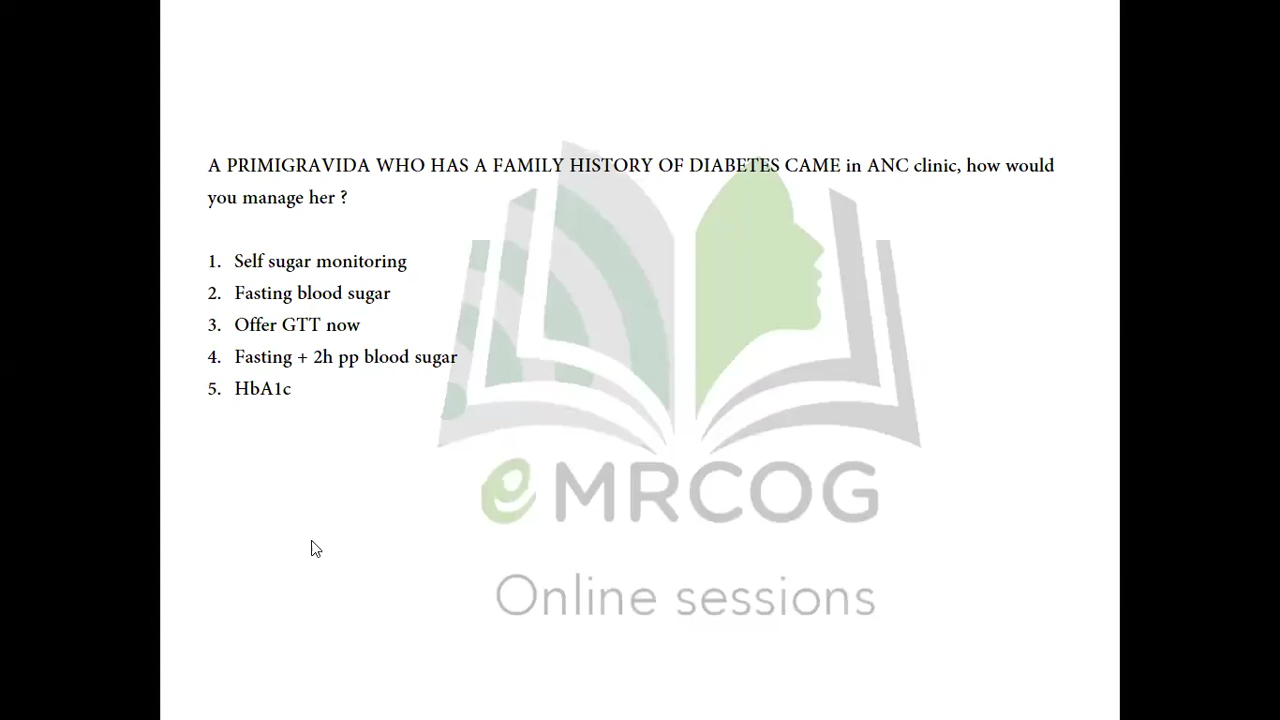 A PRIMIGRAVIDA WHO HAS A FAMILY HISTORY OF DIABETES CAME in ANC clinic, how would
you manage her ?
1. Self sugar monitoring
2. Fasting blood sugar
3. Offer GTT now
4. Fasting + 2h pp blood sugar
5. HbA1c
eMRCOG
Online sessions